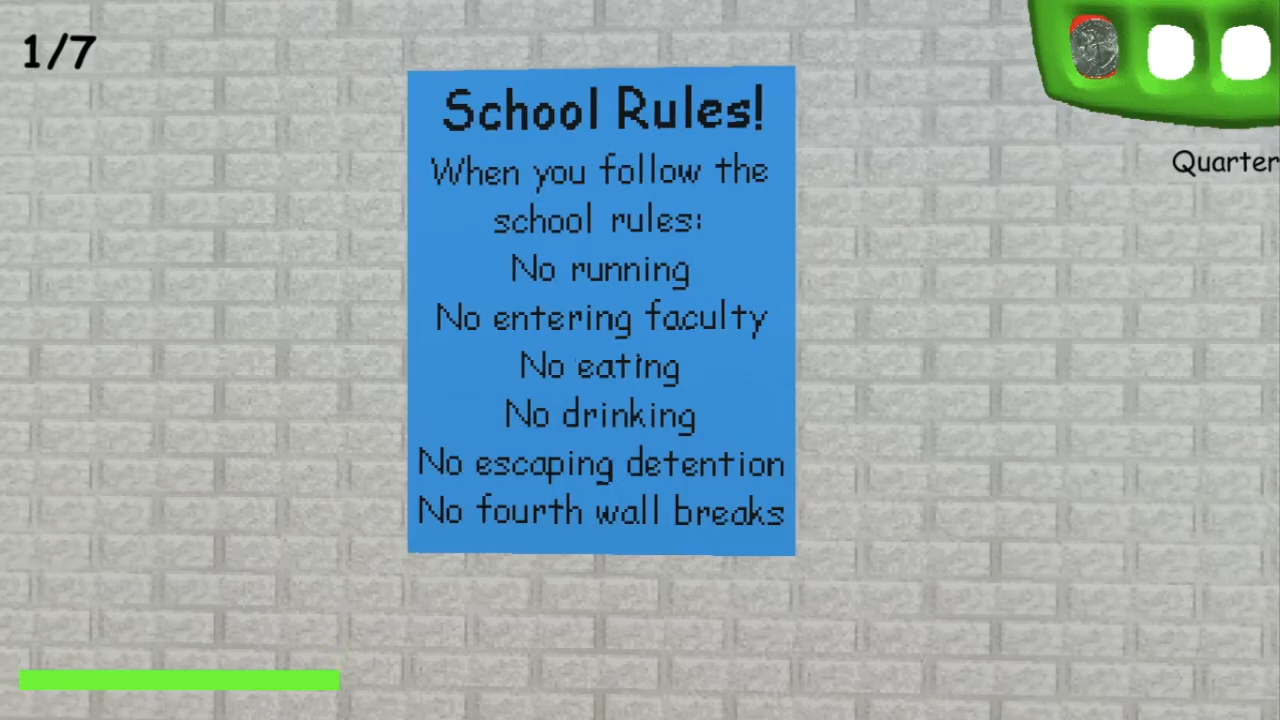 1/7
Quarter
School Rules!
When you follow the
school rules:
No running
No entering faculty
No eating
No drinking
No escaping detention
No fourth wall breaks